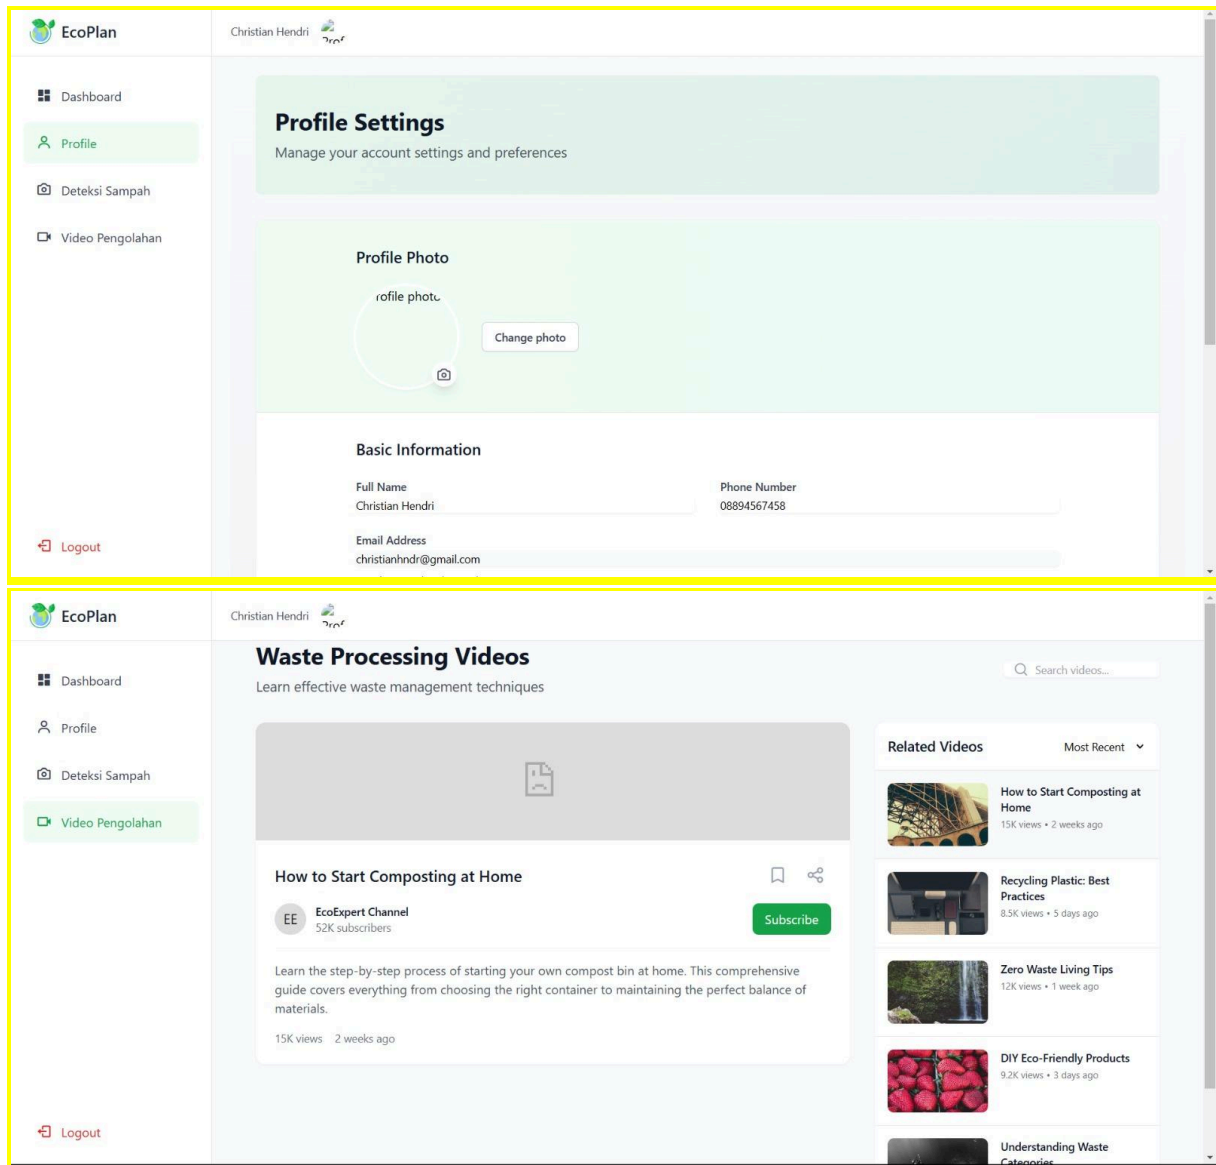 EcoPlan
Christian Hendri
Dashboard
Profile
Deteksi Sampah
Video Pengolahan
Logout
Profile Settings
Manage your account settings and preferences
Profile Photo
rofile photo
Change photo
Basic Information
Full Name
Christian Hendri
Phone Number
08894567458
Email Address
christianhndr@gmail.com
EcoPlan
Christian Hendri
Dashboard
Profile
Deteksi Sampah
Video Pengolahan
Logout
Waste Processing Videos
Learn effective waste management techniques
Search videos...
How to Start Composting at Home
EE
EcoExpert Channel
52K subscribers
Subscribe
Learn the step-by-step process of starting your own compost bin at home. This comprehensive
guide covers everything from choosing the right container to maintaining the perfect balance of
materials.
15K views 2 weeks ago
Related Videos
Most Recent
How to Start Composting at
Home
15K views • 2 weeks ago
Recycling Plastic: Best
Practices
8.5K views • 5 days ago
Zero Waste Living Tips
12K views • 1 week ago
DIY Eco-Friendly Products
9.2K views • 3 days ago
Understanding Waste
Categories